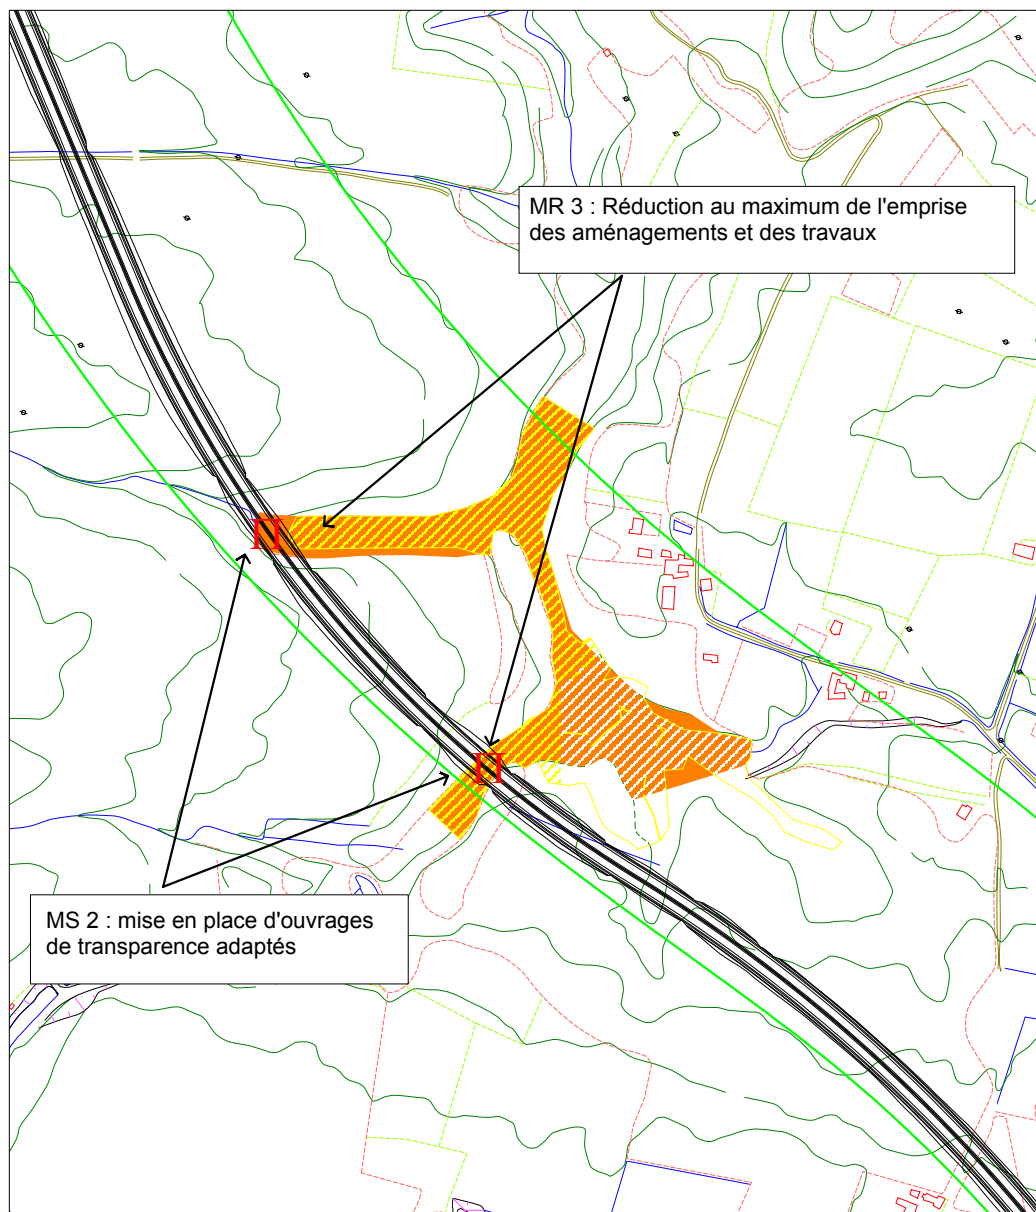 MR 3 : Réduction au maximum de l'emprise
des aménagements et des travaux
MS 2 : mise en place d'ouvrages
de transparence adaptés